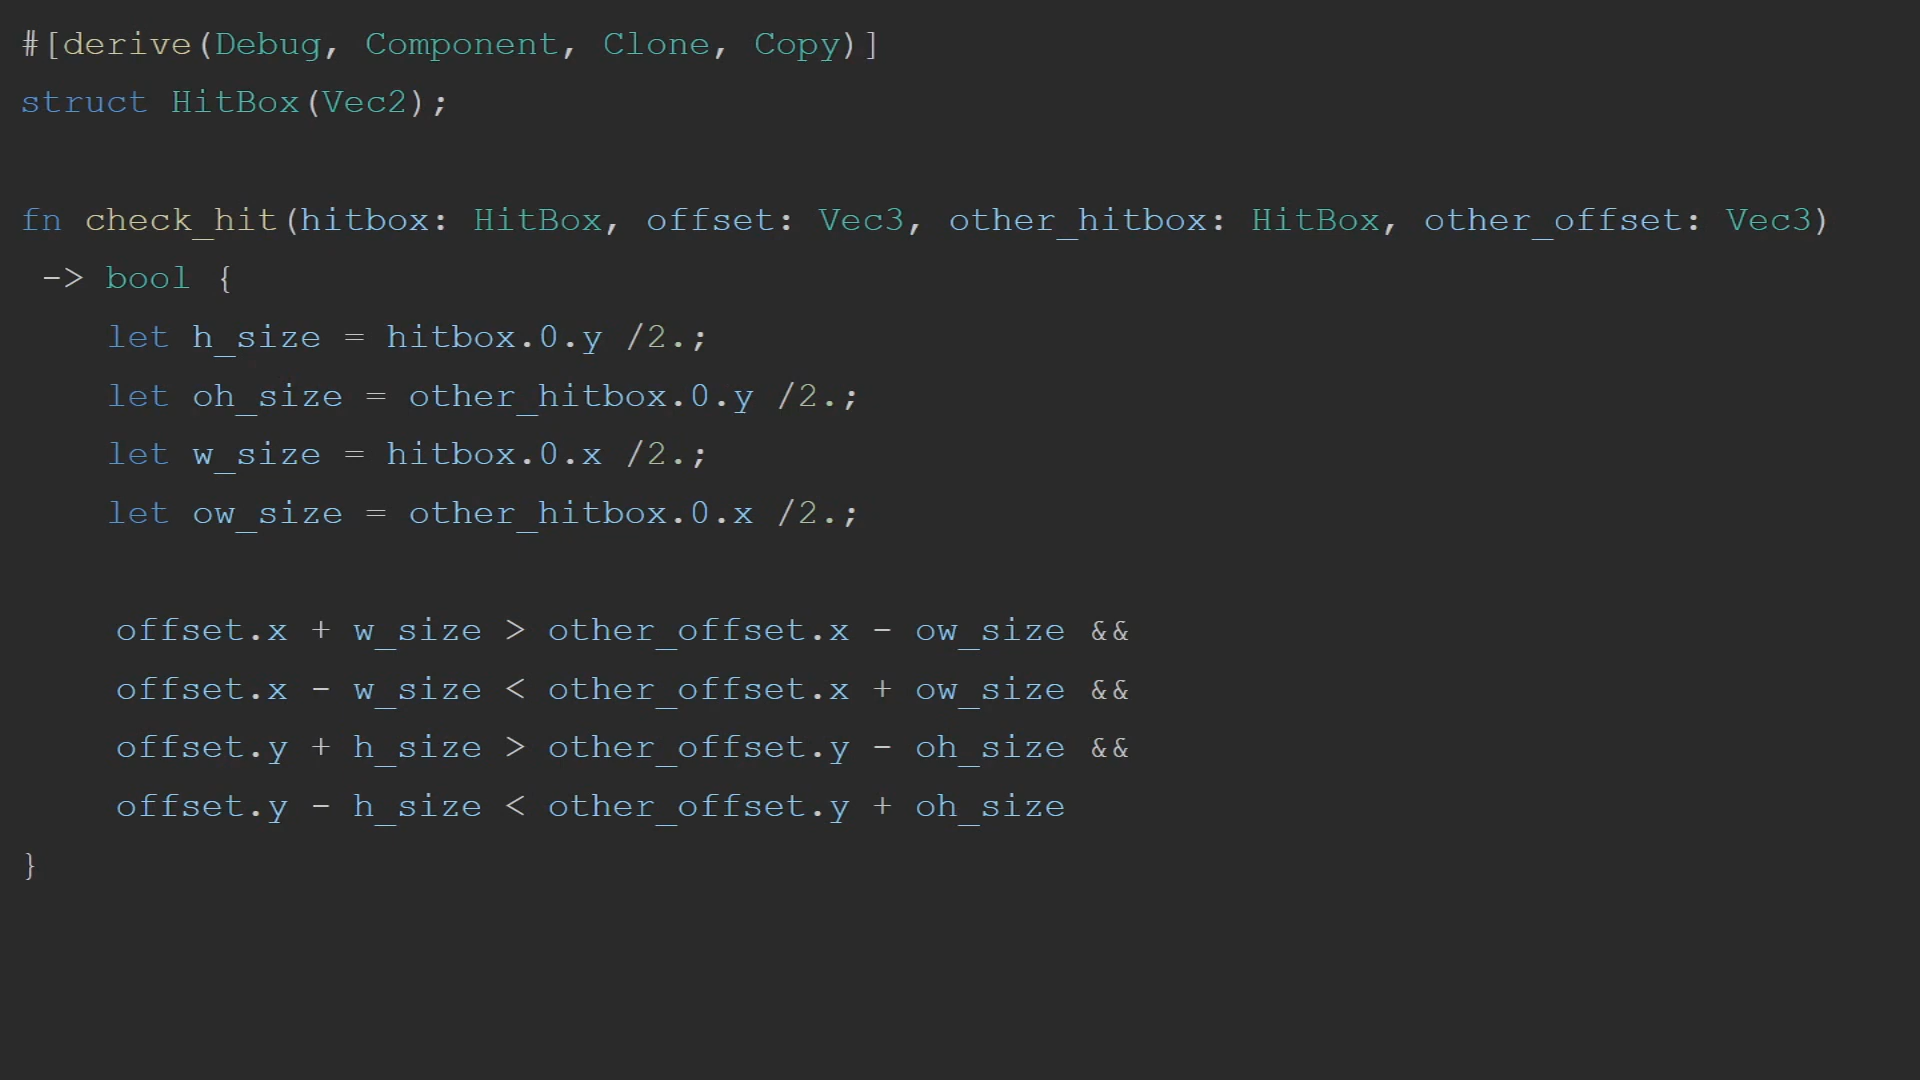 #[derive(Debug, Component, Clone, Copy)]
struct HitBox(Vec2);
fn check_hit(hitbox: HitBox, offset: Vec3, other_hitbox: HitBox, other_offset: Vec3)
-> bool {
let h_size = hitbox.0.y /2.;
let oh_size = other_hitbox.0.y /2.;
let w_size = hitbox.0.x /2.;
let ow_size = other_hitbox.0.x /2.;
offset.x + w_size > other_offset.x - ow_size &&
offset.x - w_size < other_offset.x + ow_size &&
offset.y + h_size > other_offset.y - oh_size &&
offset.y - h_size < other_offset.y + oh_size
}